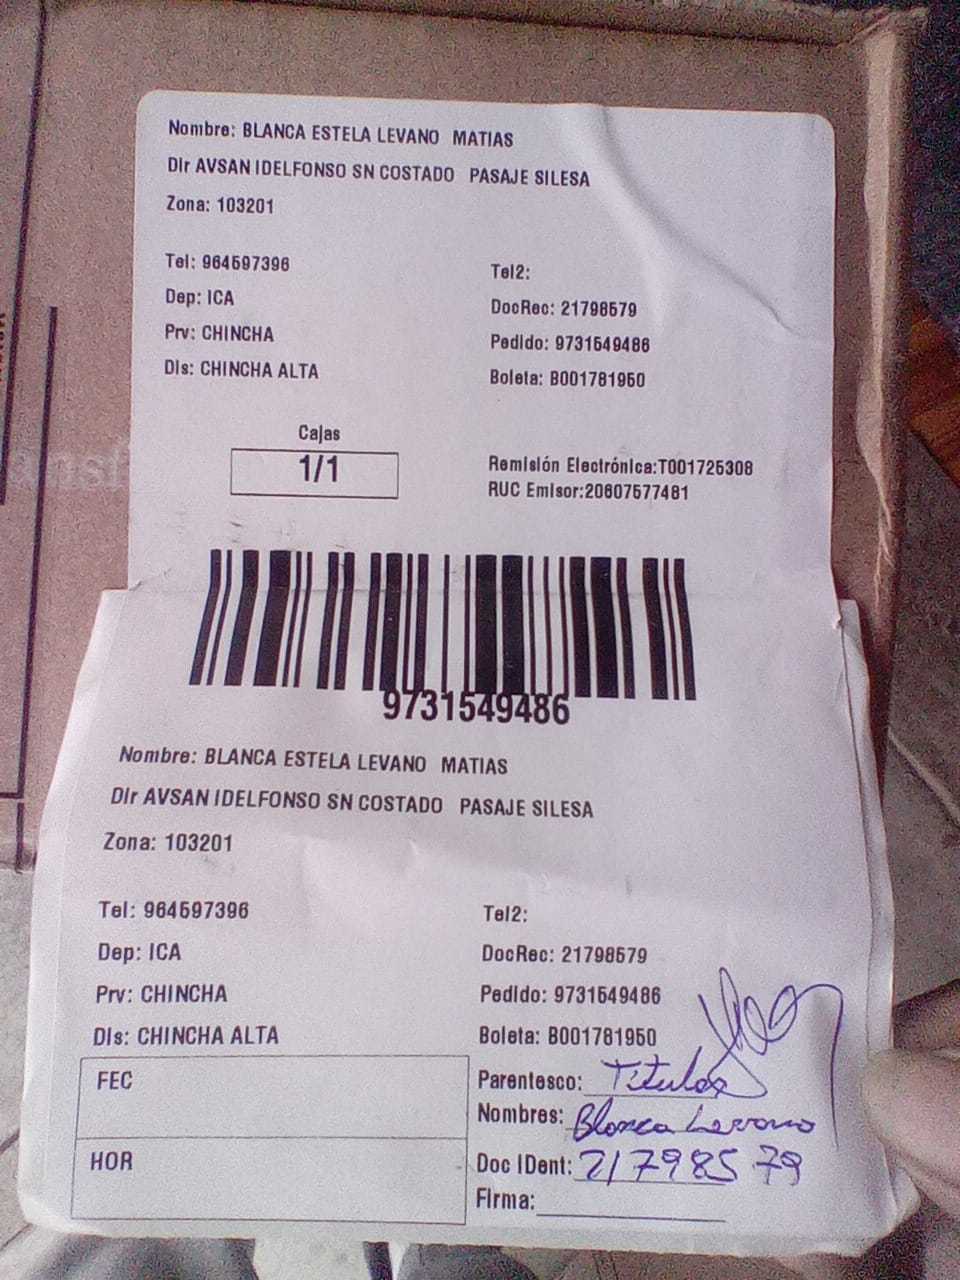 Nombre: BLANCA ESTELA LEVANO MATIAS
DIr AVSAN IDELFONSO SN COSTADO PASAJE SILESA
Zona: 103201
Tel: 964597396
Tel2:
Dep: ICA
DocRec: 21798579
Prv: CHINCHA
Pedido: 9731549486
DIs: CHINCHA ALTA
Boleta: B001781950
Cajas
1/1
Remisión Electrónica:T001725308
RUC Emisor:20607577481
9731549486
Nombre: BLANCA ESTELA LEVANO MATIAS
DIr AVSAN IDELFONSO SN COSTADO PASAJE SILESA
Zona: 103201
Tel: 964597396
Tel2:
Dep: ICA
DocRec: 21798579
Prv: CHINCHA
Pedido: 9731549486
DIs: CHINCHA ALTA
Boleta: B001781950
FEC
Parentesco: Titular
Nombres: Blanca Levano
HOR
Doc IDent: 21798579
Firma: